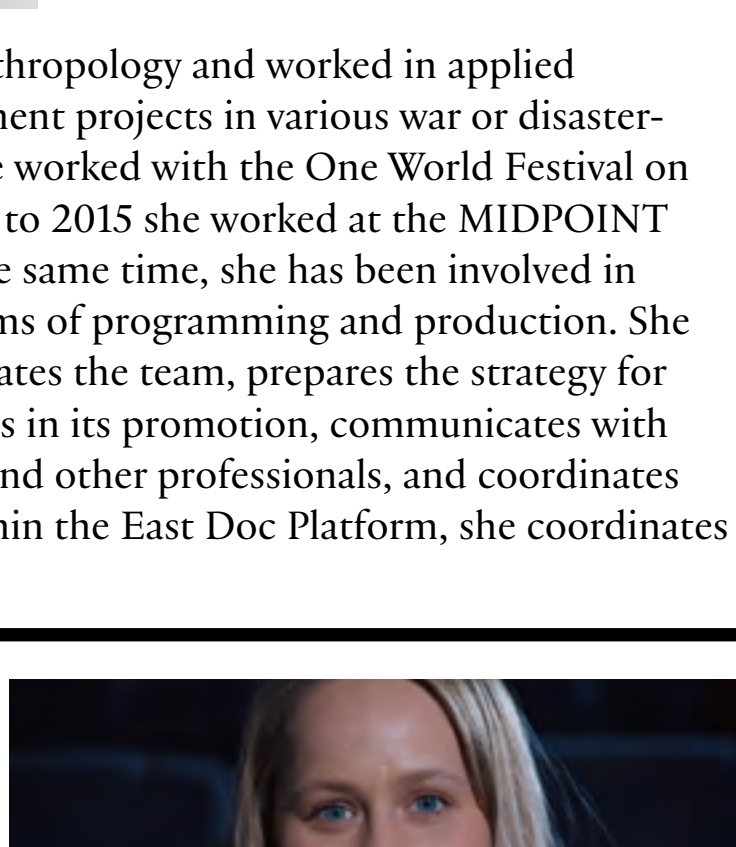 thropology and worked in applied
ent projects in various war or disaster-
worked with the One World Festival on
to 2015 she worked at the MIDPOINT
same time, she has been involved in
ms of programming and production. She
ates the team, prepares the strategy for
s in its promotion, communicates with
nd other professionals, and coordinates
hin the East Doc Platform, she coordinates